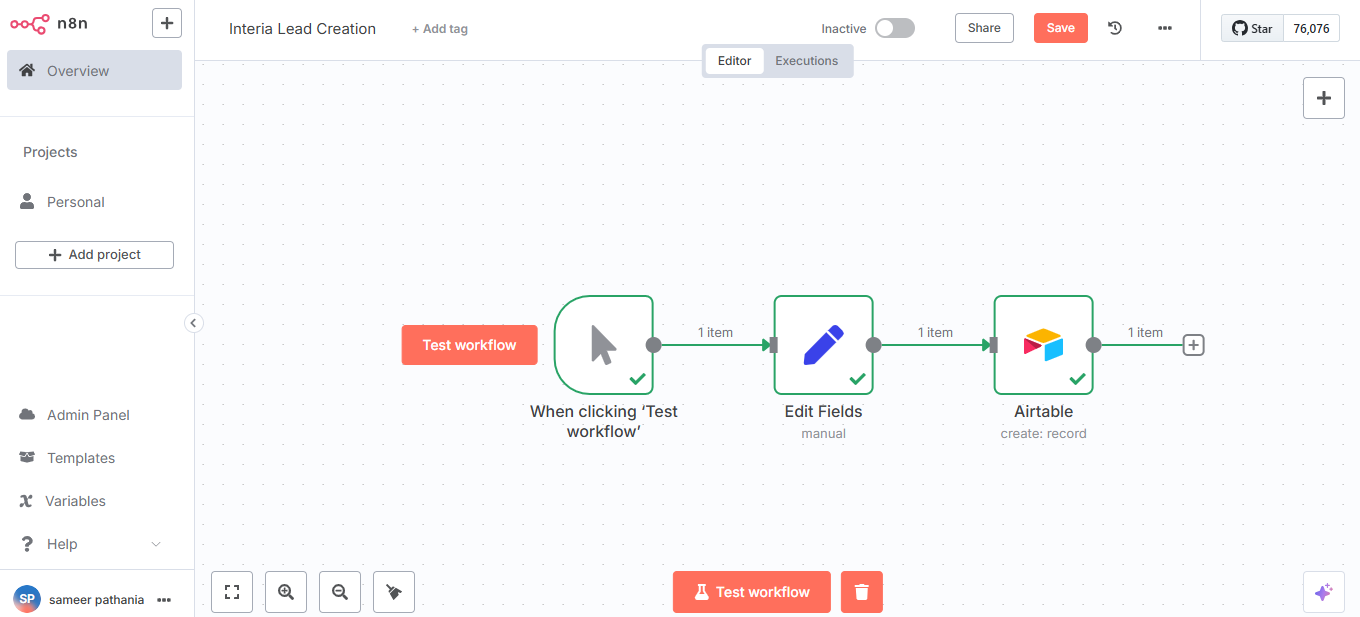 n8n
Overview
Projects
Personal
Add project
Admin Panel
Templates
Variables
Help
SP
sameer pathania
Interia Lead Creation
+ Add tag
Inactive
Share
Save
Star
76,076
Editor
Executions
Test workflow
1 item
1 item
1 item
When clicking ‘Test
workflow’
Edit Fields
manual
Airtable
create: record
Test workflow